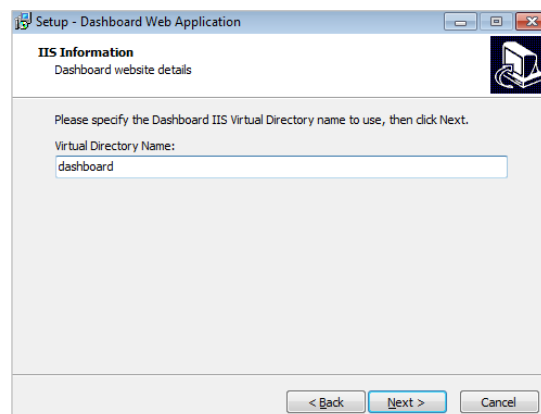 Setup - Dashboard Web Application
IIS Information
Dashboard website details
Please specify the Dashboard IIS Virtual Directory name to use, then click Next.
Virtual Directory Name:
dashboard
< Back
Next >
Cancel